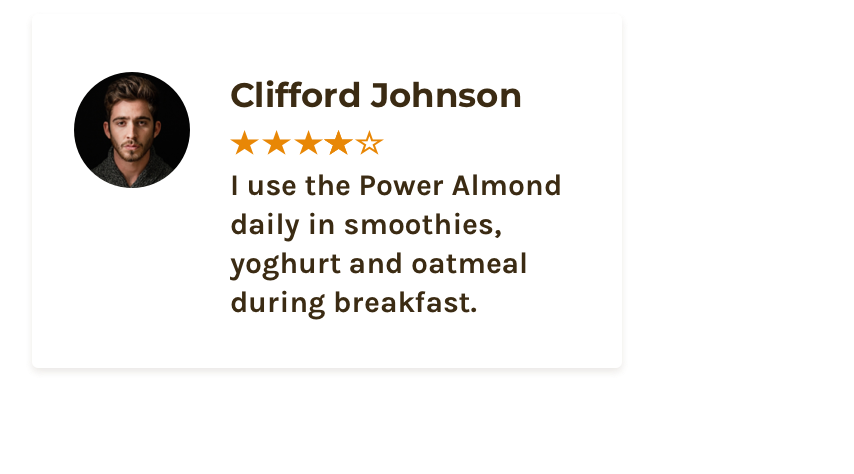 Clifford Johnson
★★★★☆
I use the Power Almond
daily in smoothies,
yoghurt and oatmeal
during breakfast.